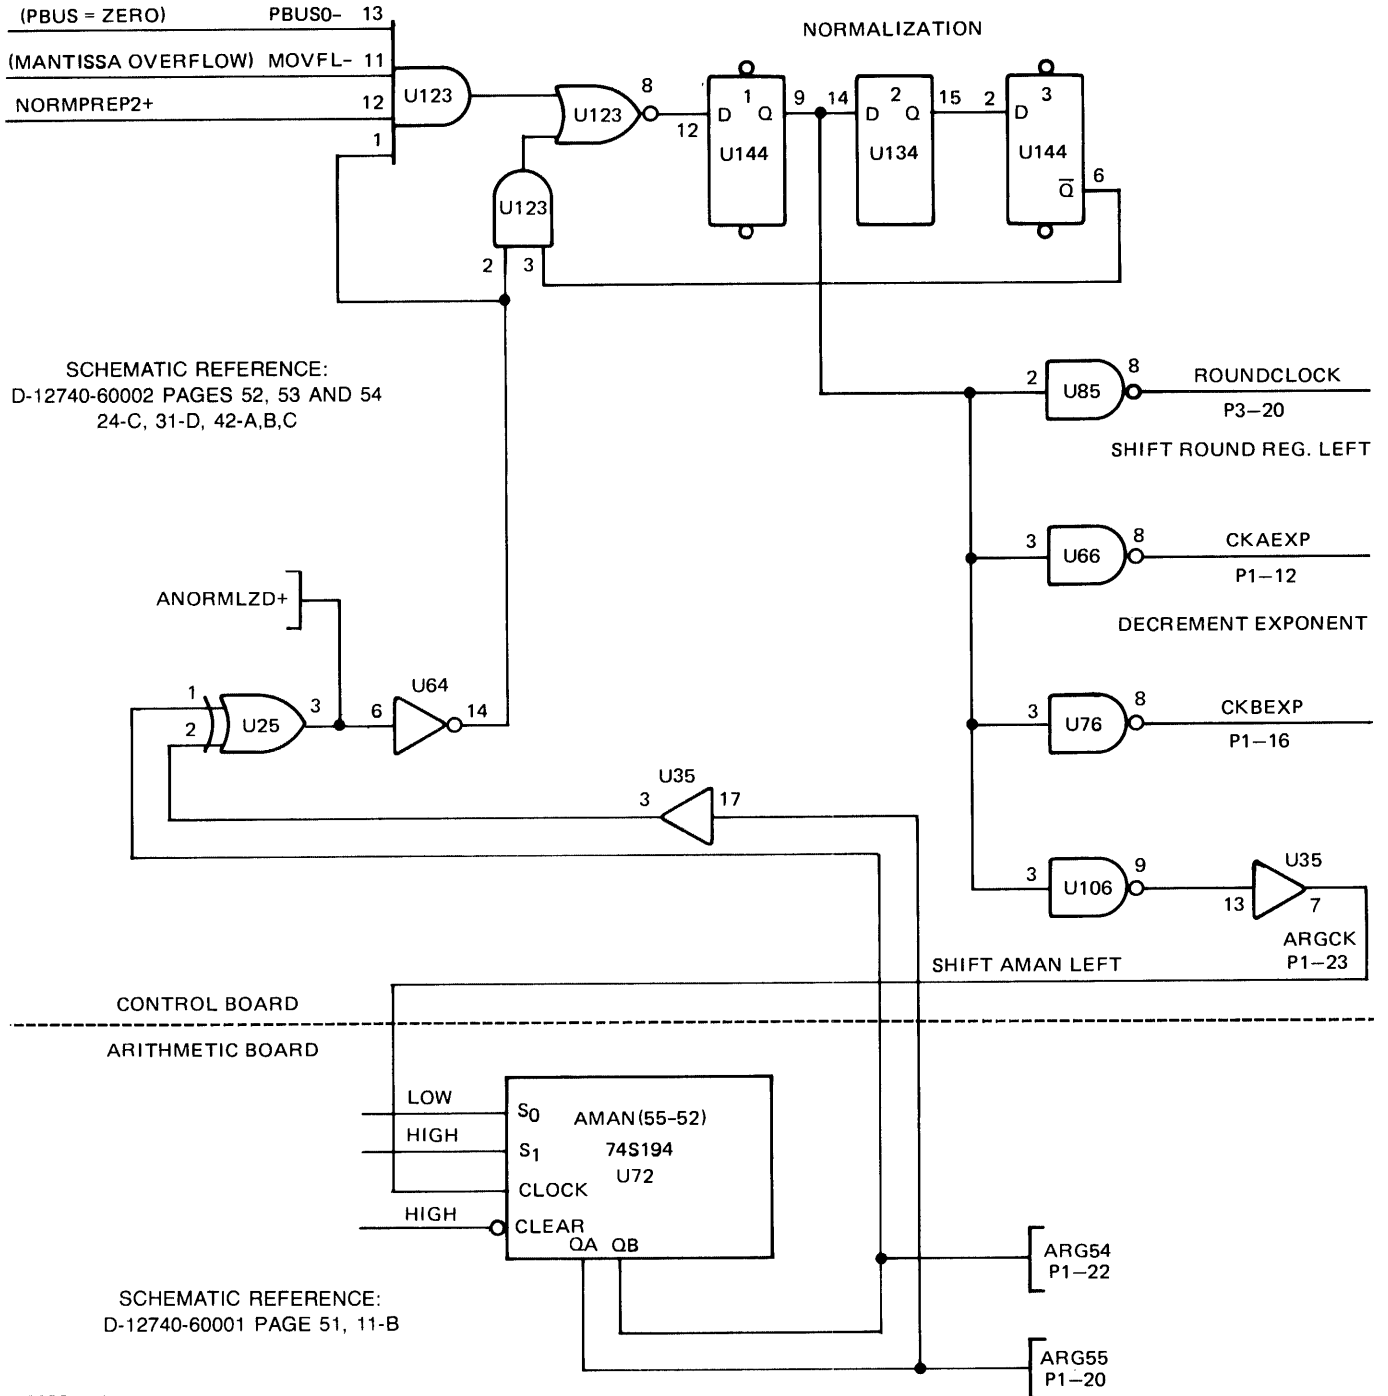 (PBUS = ZERO) PBUS0- 13
NORMALIZATION
(MANTISSA OVERFLOW) MOVFL- 11
NORMPREP2+ 12
1
U123
U123
8
12
1
D Q
U144
9
14
2
D Q
U134
15
2
3
D
U144
Q
6
U123
2 3
SCHEMATIC REFERENCE:
D-12740-60002 PAGES 52, 53 AND 54
24-C, 31-D, 42-A,B,C
2
U85
8
ROUNDCLOCK
P3-20
SHIFT ROUND REG. LEFT
3
U66
8
CKAEXP
P1-12
DECREMENT EXPONENT
ANORMLZD+
1
2
U25
3
6
U64
14
3
U76
8
CKBEXP
P1-16
U35
3
17
3
U106
9
13
U35
7
ARGCK
P1-23
SHIFT AMAN LEFT
CONTROL BOARD
ARITHMETIC BOARD
LOW
S0
HIGH
S1
CLOCK
HIGH
CLEAR
AMAN(55-52)
74S194
U72
QA QB
ARG54
P1-22
SCHEMATIC REFERENCE:
D-12740-60001 PAGE 51, 11-B
ARG55
P1-20